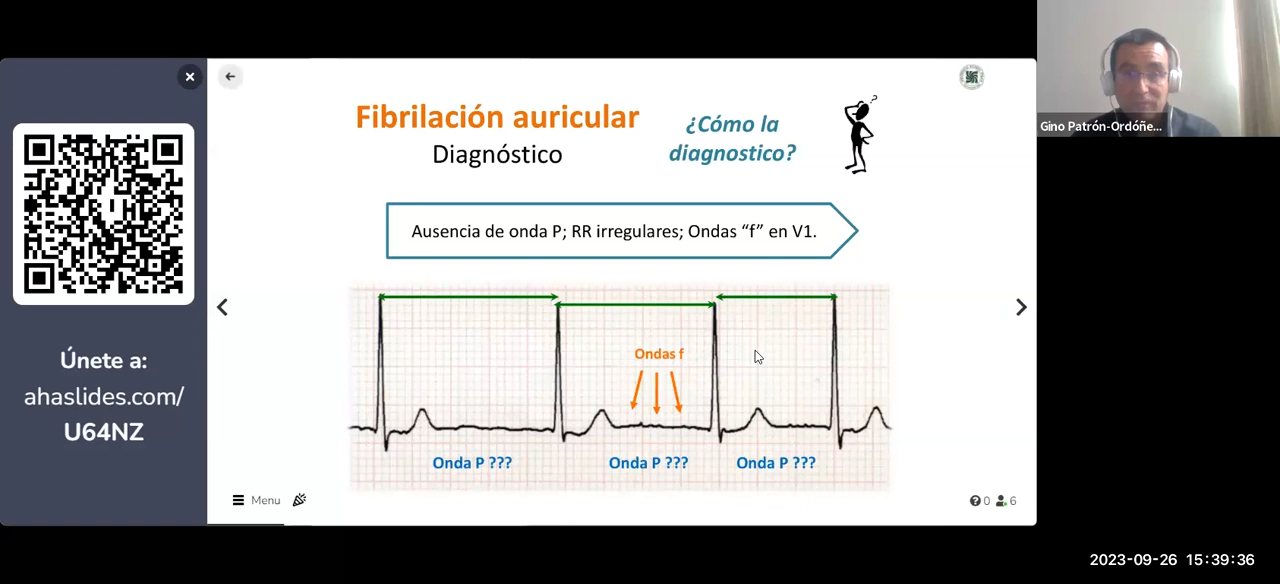 Fibrilación auricular
Diagnóstico
¿Cómo la
diagnostico?
?
Ausencia de onda P; RR irregulares; Ondas “f” en V1.
Ondas f
Onda P ???
Onda P ???
Onda P ???
Únete a:
ahaslides.com/
U64NZ
Menu
0
6
Gino Patrón-Ordóñe...
2023-09-26 15:39:36